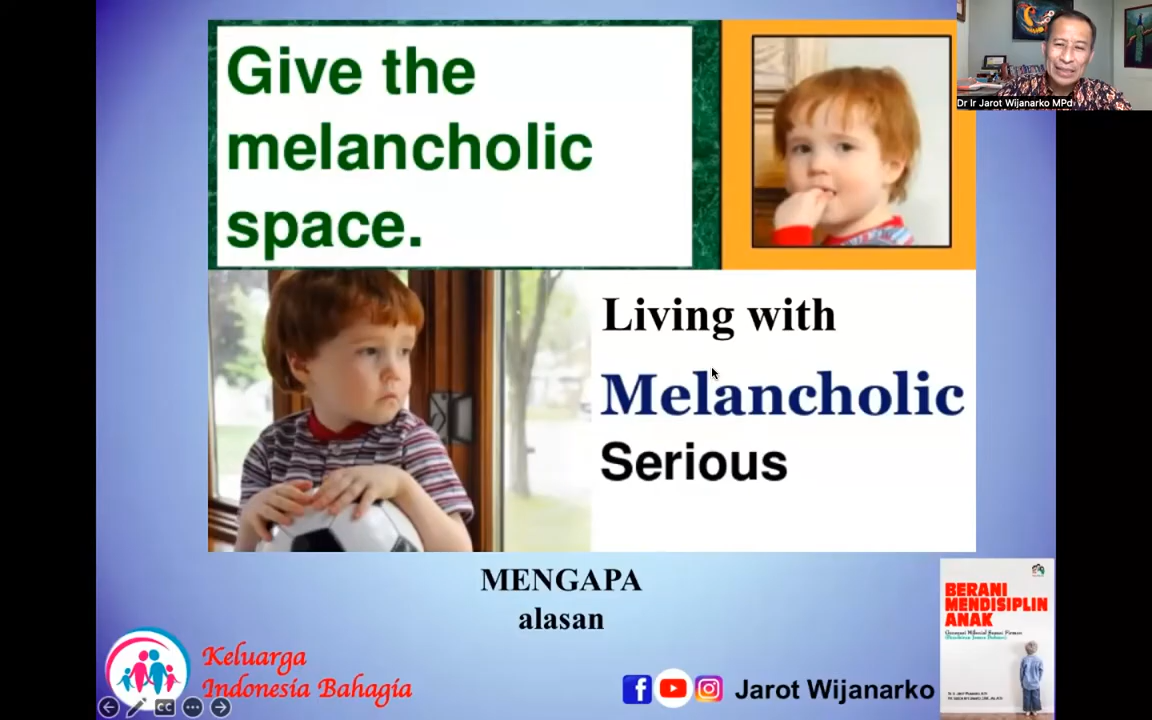 Give the
melancholic
space.
Dr Ir Jarot Wijanarko MPd
Living with
Melancholic
Serious
MENGAPA
alasan
BERANI
MENDISIPLIN
ANAK
Keluarga
Indonesia Bahagia
CC
Jarot Wijanarko